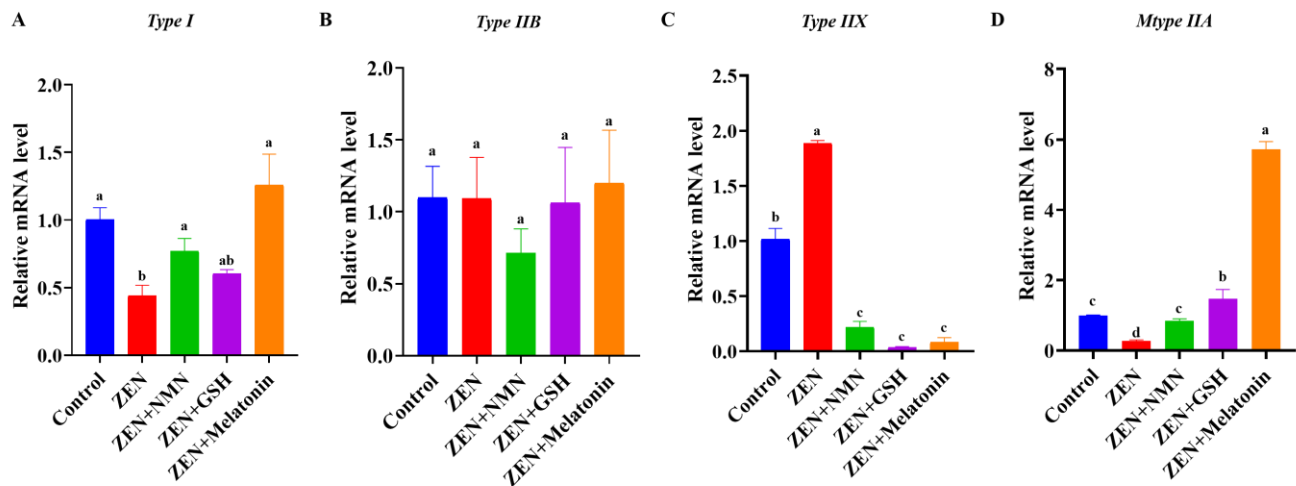 A Type I
Relative mRNA level
2.0
1.5
1.0
0.5
0.0
a
b
a
ab
a
Control
ZEN
ZEN+NMN
ZEN+GSH
ZEN+Melatonin
B Type IIB
Relative mRNA level
2.0
1.5
1.0
0.5
0.0
a
a
a
a
a
Control
ZEN
ZEN+NMN
ZEN+GSH
ZEN+Melatonin
C Type IIX
Relative mRNA level
2.5
2.0
1.5
1.0
0.5
0.0
b
a
c
c
c
Control
ZEN
ZEN+NMN
ZEN+GSH
ZEN+Melatonin
D Mtype IIA
Relative mRNA level
8
6
4
2
0
c
d
c
b
a
Control
ZEN
ZEN+NMN
ZEN+GSH
ZEN+Melatonin